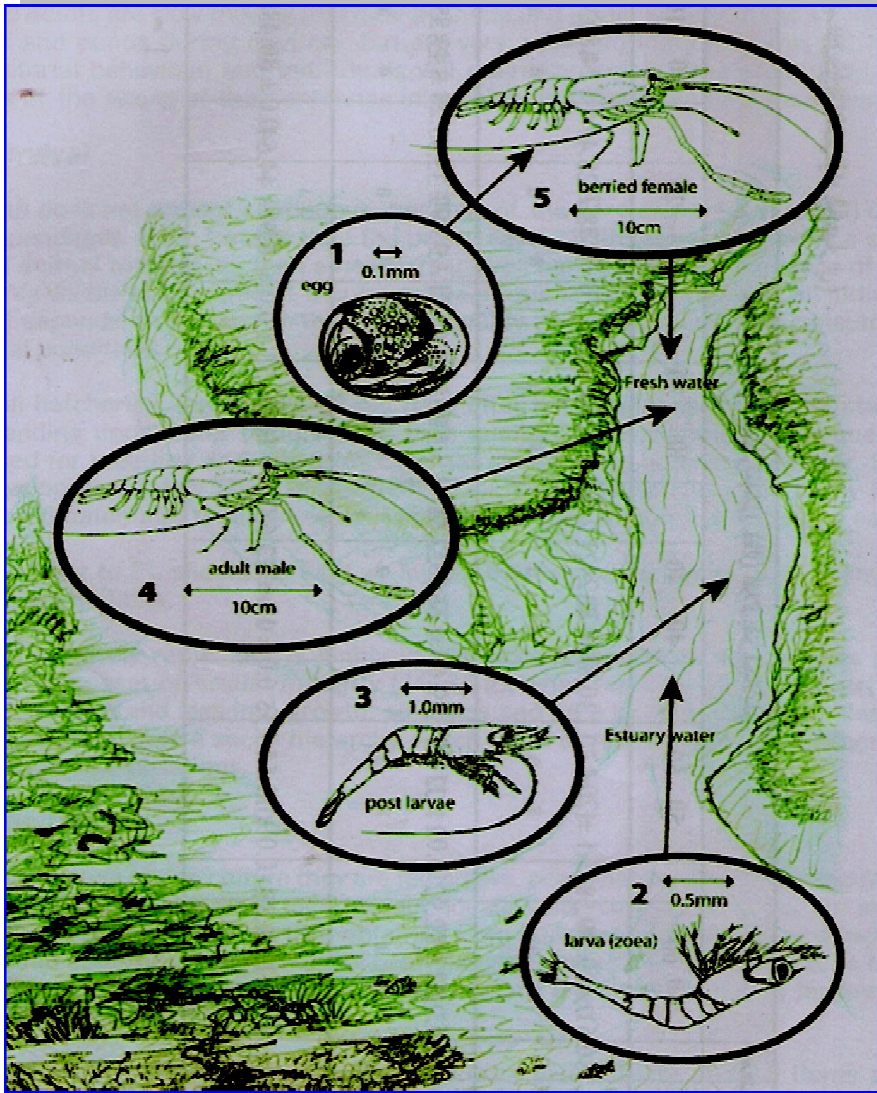 5
berried female
10cm
1
0.1mm
egg
Fresh water
adult male
4
10cm
3
1.0mm
post larvae
Estuary water
2
0.5mm
larva (zoea)